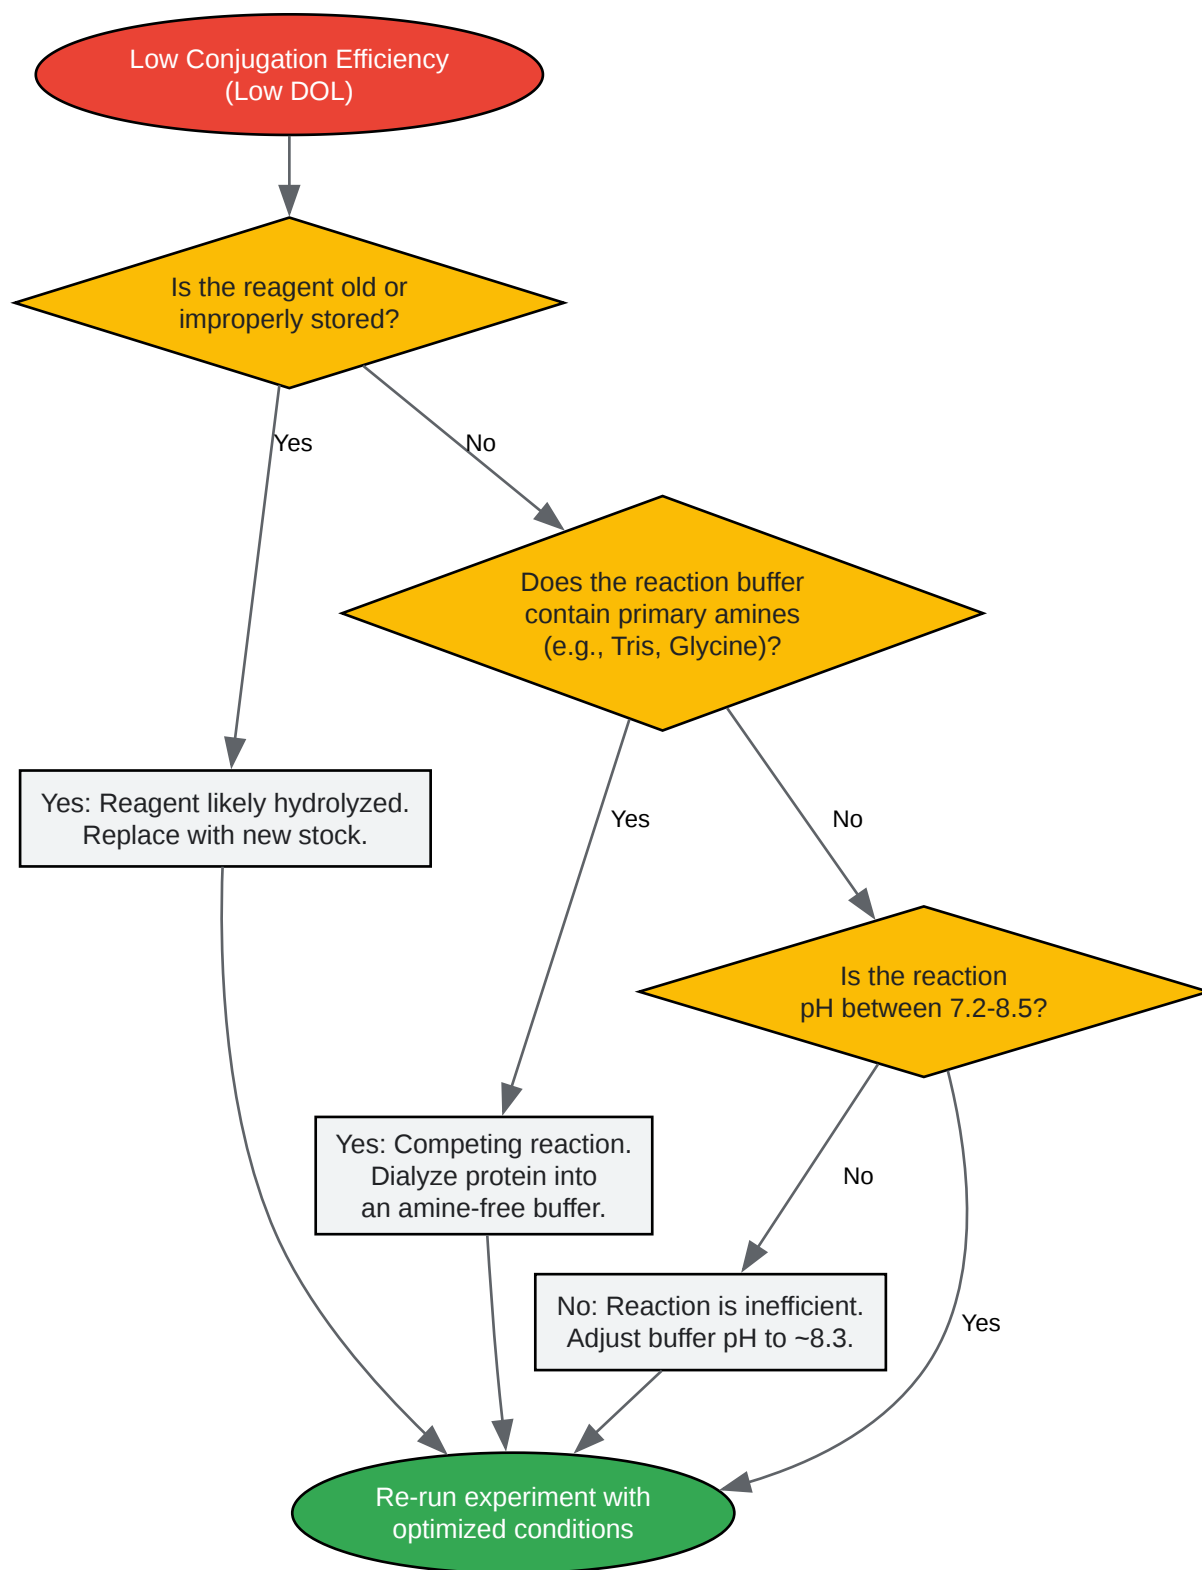 Low Conjugation Efficiency
(Low DOL)
Is the reagent old or
improperly stored?
Yes
No
Does the reaction buffer
contain primary amines
(e.g., Tris, Glycine)?
Yes: Reagent likely hydrolyzed.
Replace with new stock.
Yes
No
Is the reaction
pH between 7.2-8.5?
Yes: Competing reaction.
Dialyze protein into
an amine-free buffer.
No
Yes
No: Reaction is inefficient.
Adjust buffer pH to ~8.3.
Re-run experiment with
optimized conditions